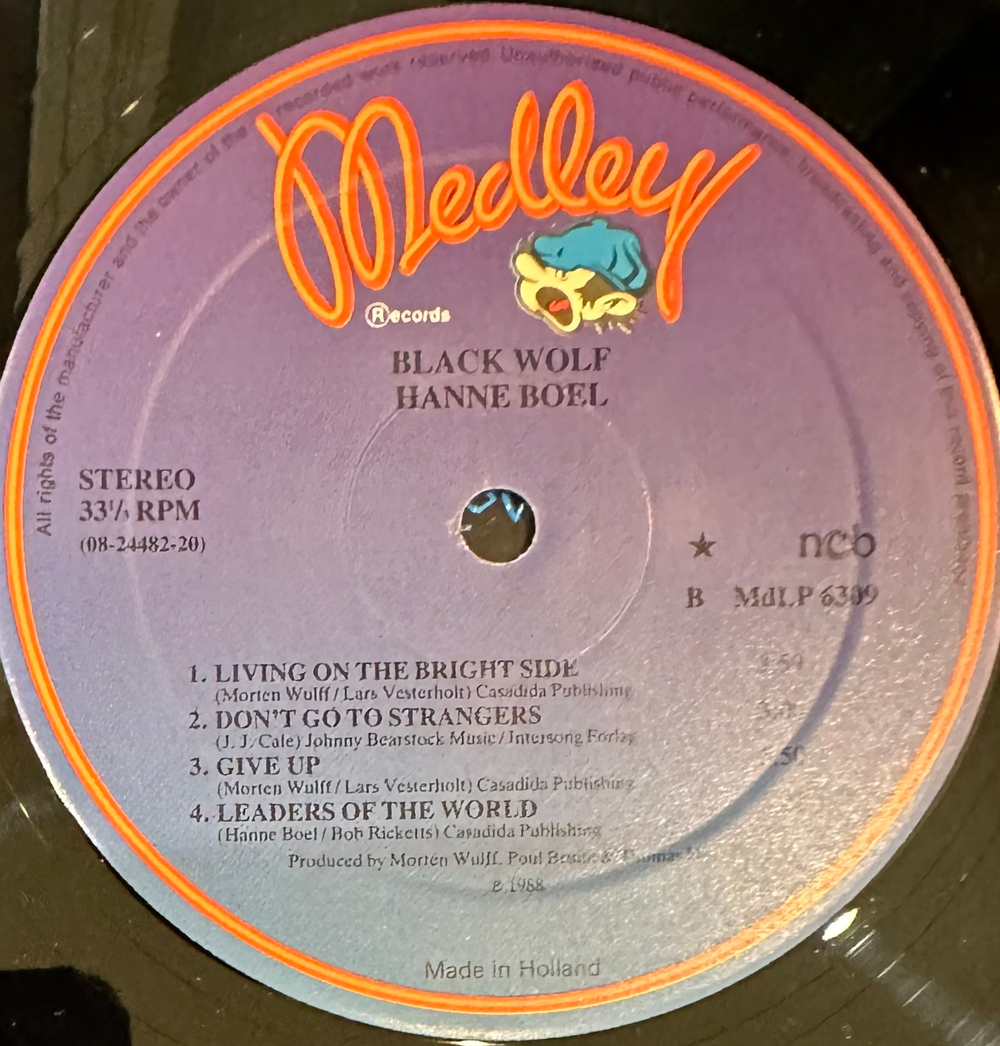 All rights of the manufacturer and the owner of the recorded work reserved. Unauthorised public performance, broadcasting and copying of this record
Medley
Records
BLACK WOLF
HANNE BOEL
STEREO
33⅓ RPM
(08-24482-20)
★ ncb
B MdLP 6309
1. LIVING ON THE BRIGHT SIDE
(Morten Wulff / Lars Vesterholt) Casadida Publishing
2. DON'T GO TO STRANGERS
(J. J. Cale) Johnny Bearstock Music / Intersong Forlag
3. GIVE UP
(Morten Wulff / Lars Vesterholt) Casadida Publishing
4. LEADERS OF THE WORLD
(Hanne Boel / Bob Ricketts) Casadida Publishing
Produced by Morten Wulff, Poul
℗ 1988
Made in Holland